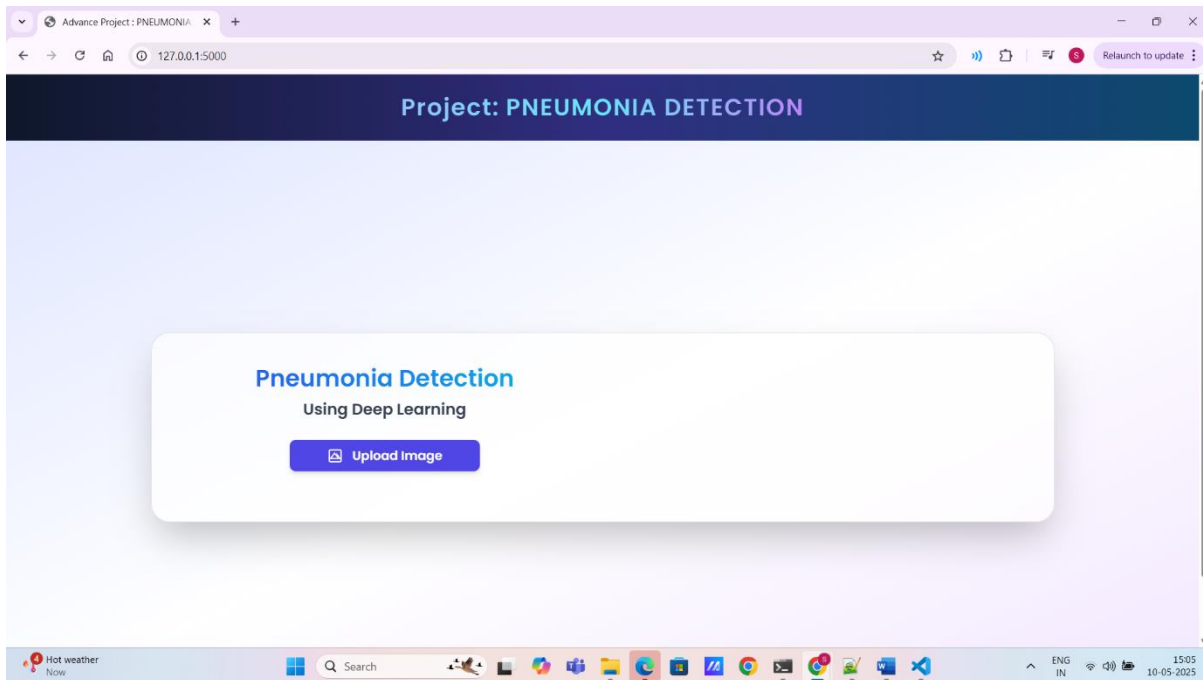 Advance Project : PNEUMONIA
127.0.0.1:5000
S
Relaunch to update
Project: PNEUMONIA DETECTION
Pneumonia Detection
Using Deep Learning
Upload Image
4
Hot weather
Now
Search
ENG
IN
15:05
10-05-2025